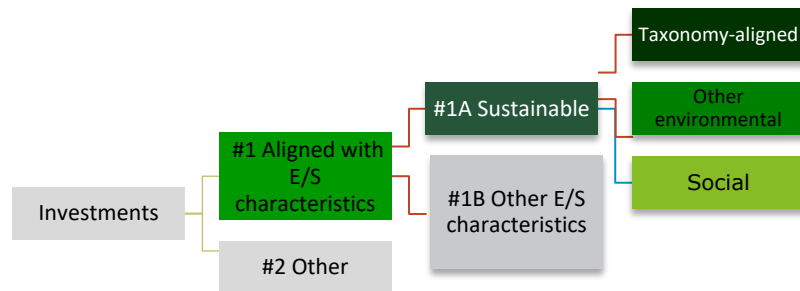 Taxonomy-aligned
#1A Sustainable
Other
environmental
#1 Aligned with
E/S
characteristics
#1B Other E/S
characteristics
Social
Investments
#2 Other